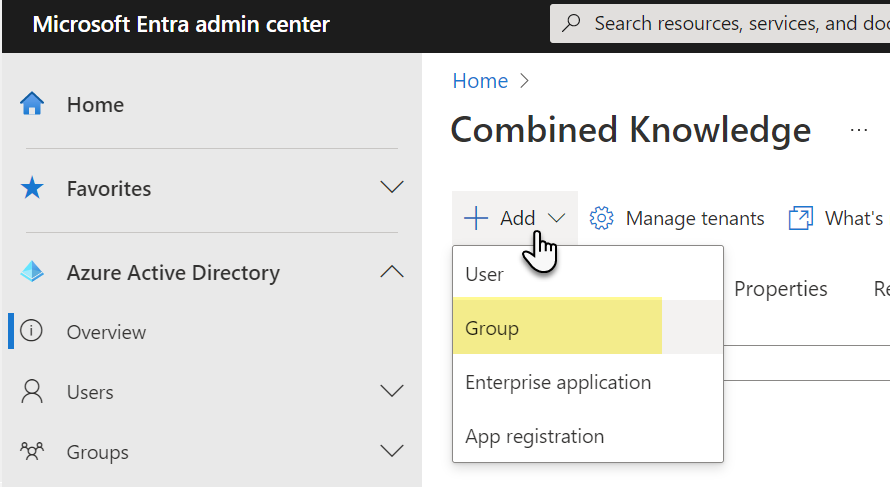 Microsoft Entra admin center
Search resources, services, and doc
Home
Favorites
Azure Active Directory
Overview
Users
Groups
Home >
Combined Knowledge ...
+ Add Manage tenants What's
User
Group
Enterprise application
App registration
Properties
Re